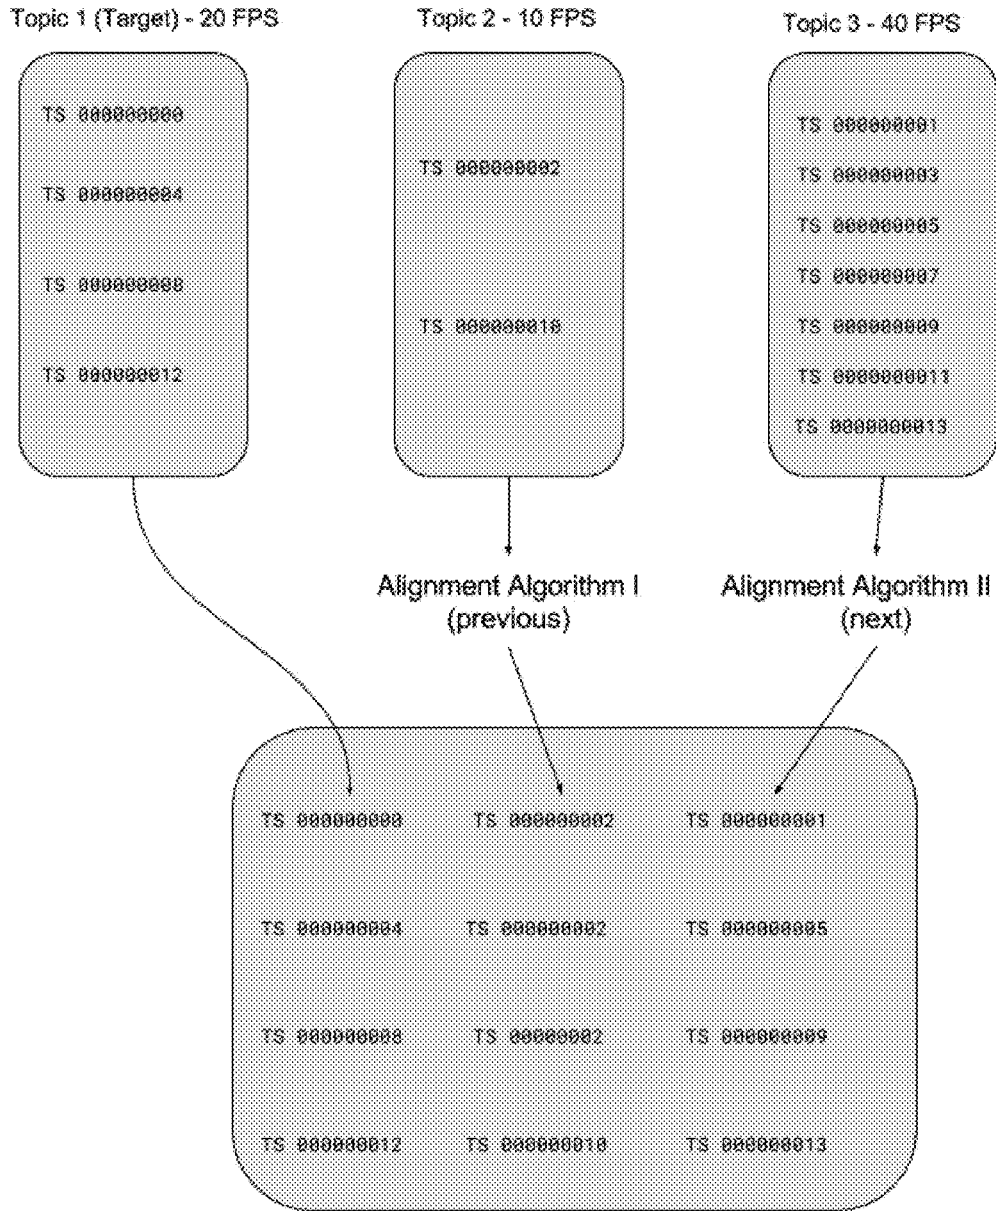 Topic 1 (Target) - 20 FPS
Topic 2 - 10 FPS
Topic 3 - 40 FPS
TS 000000000
TS 000000004
TS 000000008
TS 000000012
TS 000000002
TS 000000010
TS 000000001
TS 000000003
TS 000000005
TS 000000007
TS 000000009
TS 0000000011
TS 0000000013
Alignment Algorithm I
(previous)
Alignment Algorithm II
(next)
TS 000000000 TS 000000002 TS 000000001
TS 000000004 TS 000000002 TS 000000005
TS 000000008 TS 00000002 TS 000000009
TS 000000012 TS 000000010 TS 000000013